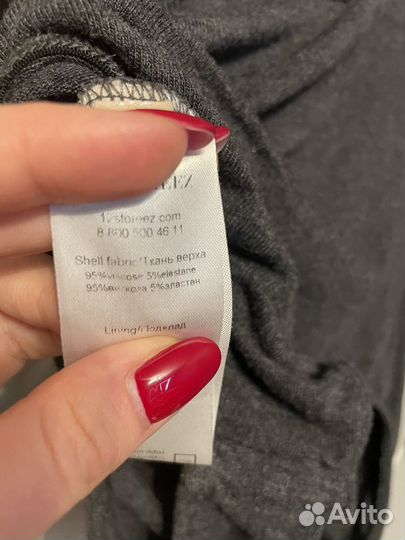 EEZ
12storeez.com
8 800 500 46 11
Shell fabric/Ткань верха
95%viscose 5%elastane
95%вискоза 5%эластан
Lining/Подклад
Avito